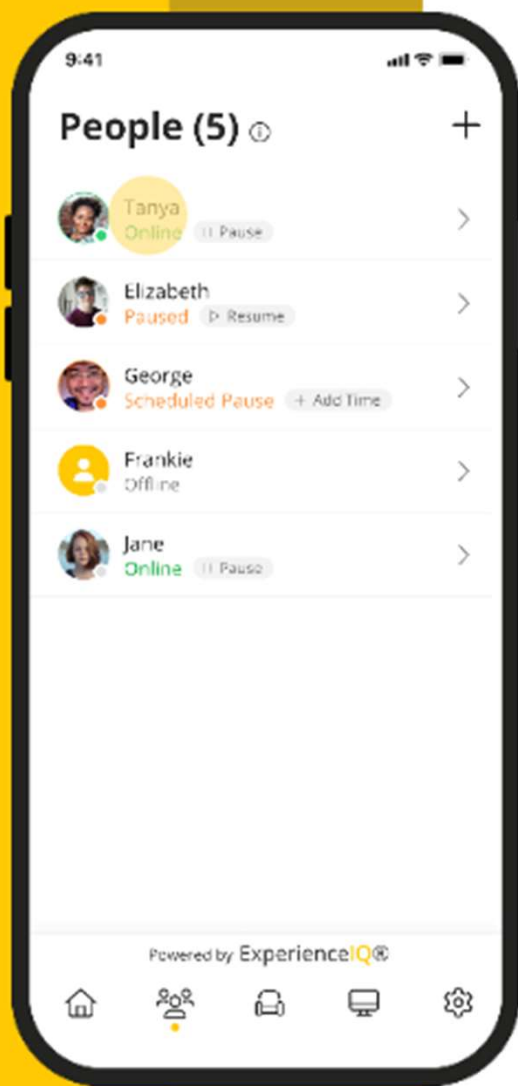 9:41
People (5)
Tanya
Online Pause
Elizabeth
Paused Resume
George
Scheduled Pause + Add Time
Frankie
Offline
Jane
Online Pause
Powered by ExperienceIQ®